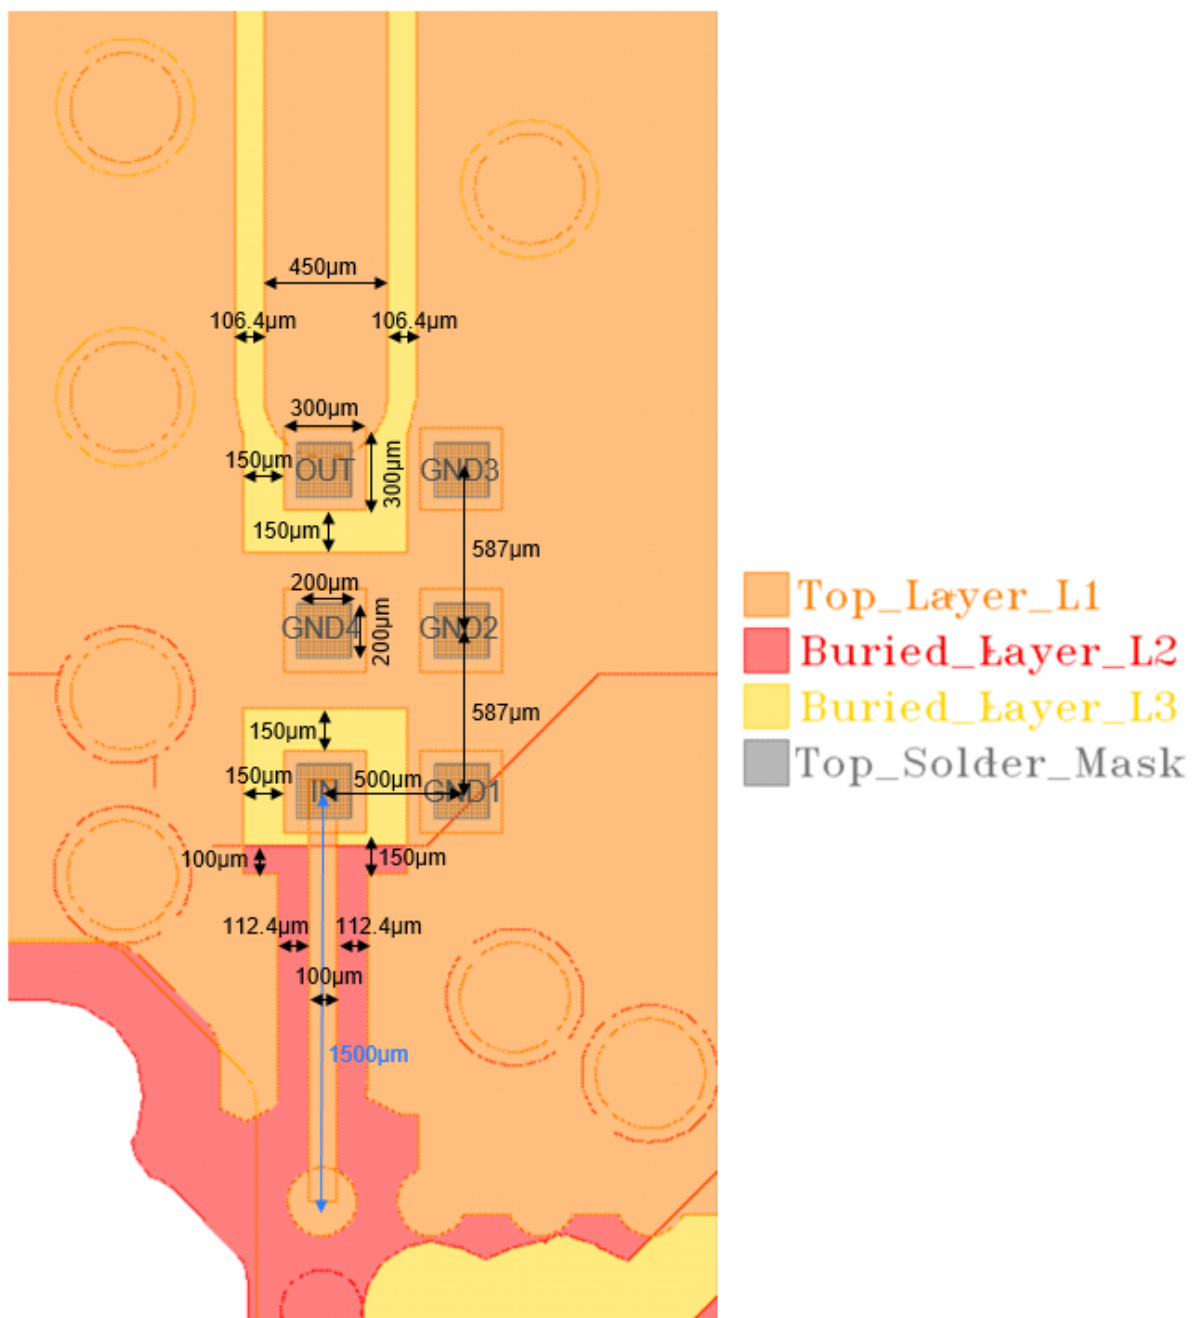 450μm
106.4μm 106.4μm
300μm
150μm OUT 300μm GND3
150μm
587μm
200μm
GND4 200μm GND2
587μm
150μm
150μm IN 500μm GND1
100μm 150μm
112.4μm 112.4μm
100μm
1500μm
Top_Layer_L1
Buried_Layer_L2
Buried_Layer_L3
Top_Solder_Mask